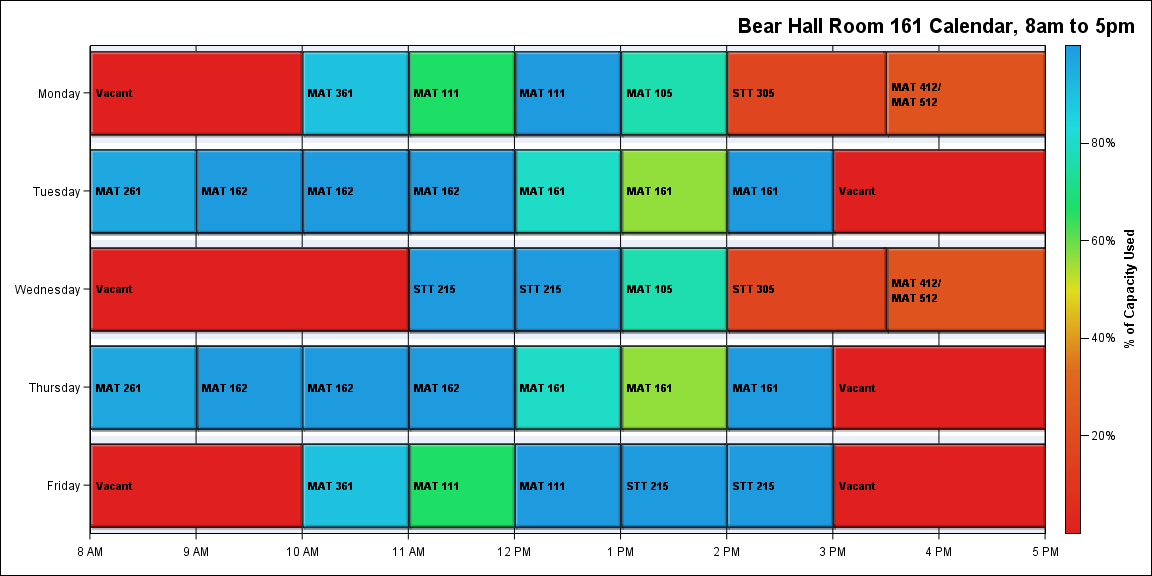 Bear Hall Room 161 Calendar, 8am to 5pm
Monday
Vacant
MAT 361
MAT 111
MAT 111
MAT 105
STT 305
MAT 412/
MAT 512
Tuesday
MAT 261
MAT 162
MAT 162
MAT 162
MAT 161
MAT 161
MAT 161
Vacant
Wednesday
Vacant
STT 215
STT 215
MAT 105
STT 305
MAT 412/
MAT 512
Thursday
MAT 261
MAT 162
MAT 162
MAT 162
MAT 161
MAT 161
MAT 161
Vacant
Friday
Vacant
MAT 361
MAT 111
MAT 111
STT 215
STT 215
Vacant
8 AM
9 AM
10 AM
11 AM
12 PM
1 PM
2 PM
3 PM
4 PM
5 PM
80%
60%
40%
20%
% of Capacity Used